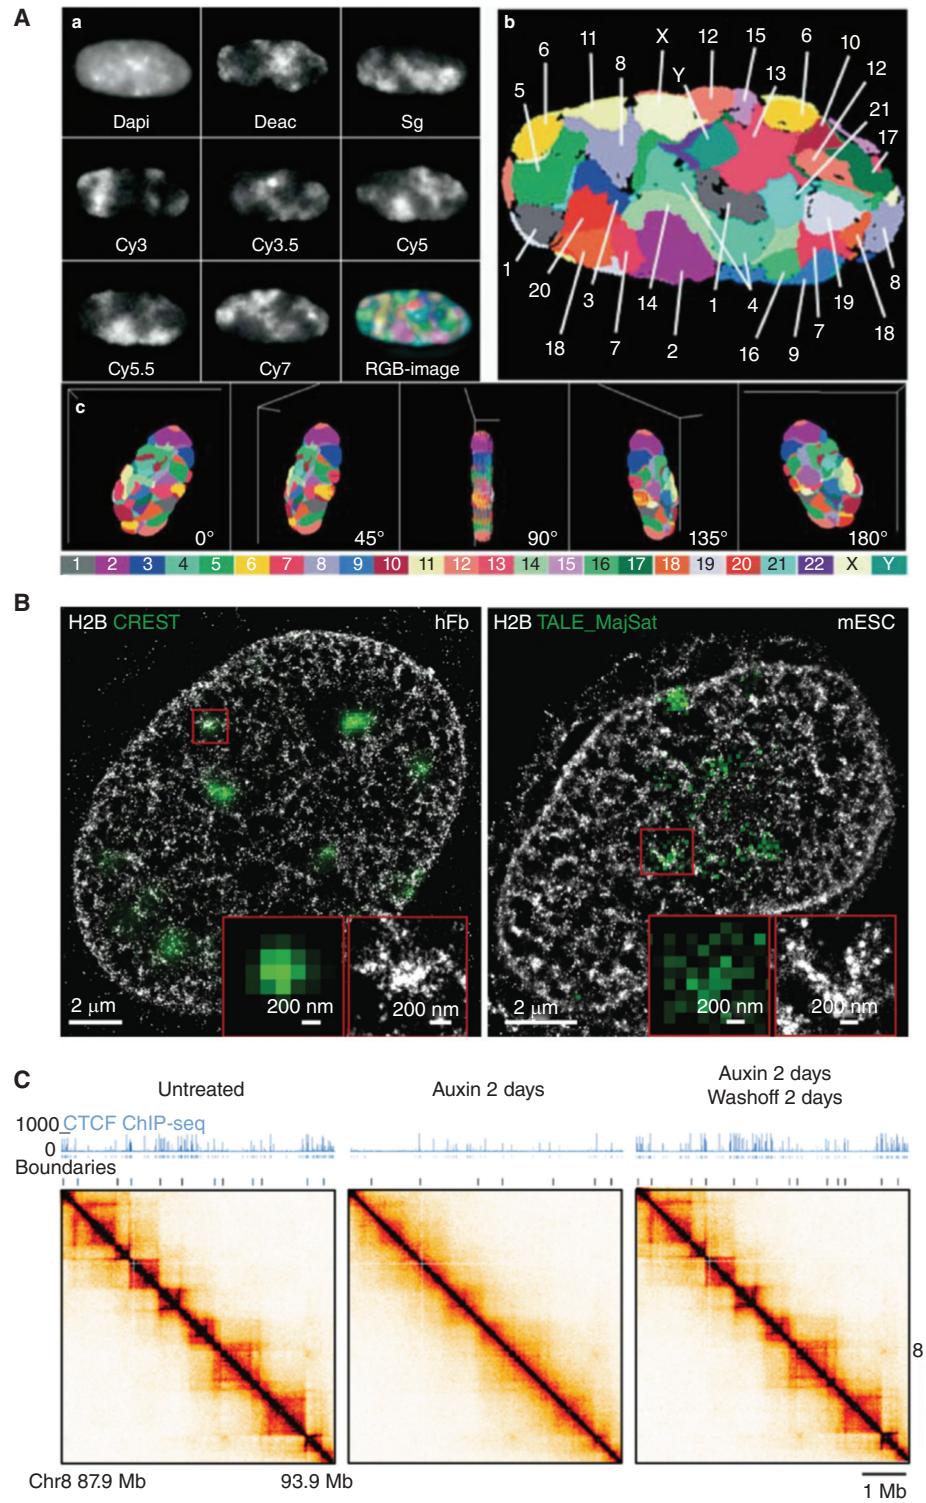 A
a
Dapi
Deac
Sg
Cy3
Cy3.5
Cy5
Cy5.5
Cy7
RGB-image
b
6 11 8 X Y 12 15 6 10 12
5 13 21 17
1 20 3 14 1 4 19 8
18 7 2 16 9 7 18
c
0° 45° 90° 135° 180°
1 2 3 4 5 6 7 8 9 10 11 12 13 14 15 16 17 18 19 20 21 22 X Y
B
H2B CREST hFb
2 μm
200 nm
200 nm
H2B TALE_MajSat mESC
2 μm
200 nm
200 nm
C
Untreated
Auxin 2 days
Auxin 2 days
Washoff 2 days
1000
CTCF ChIP-seq
0
Boundaries
8
Chr8 87.9 Mb
93.9 Mb
1 Mb